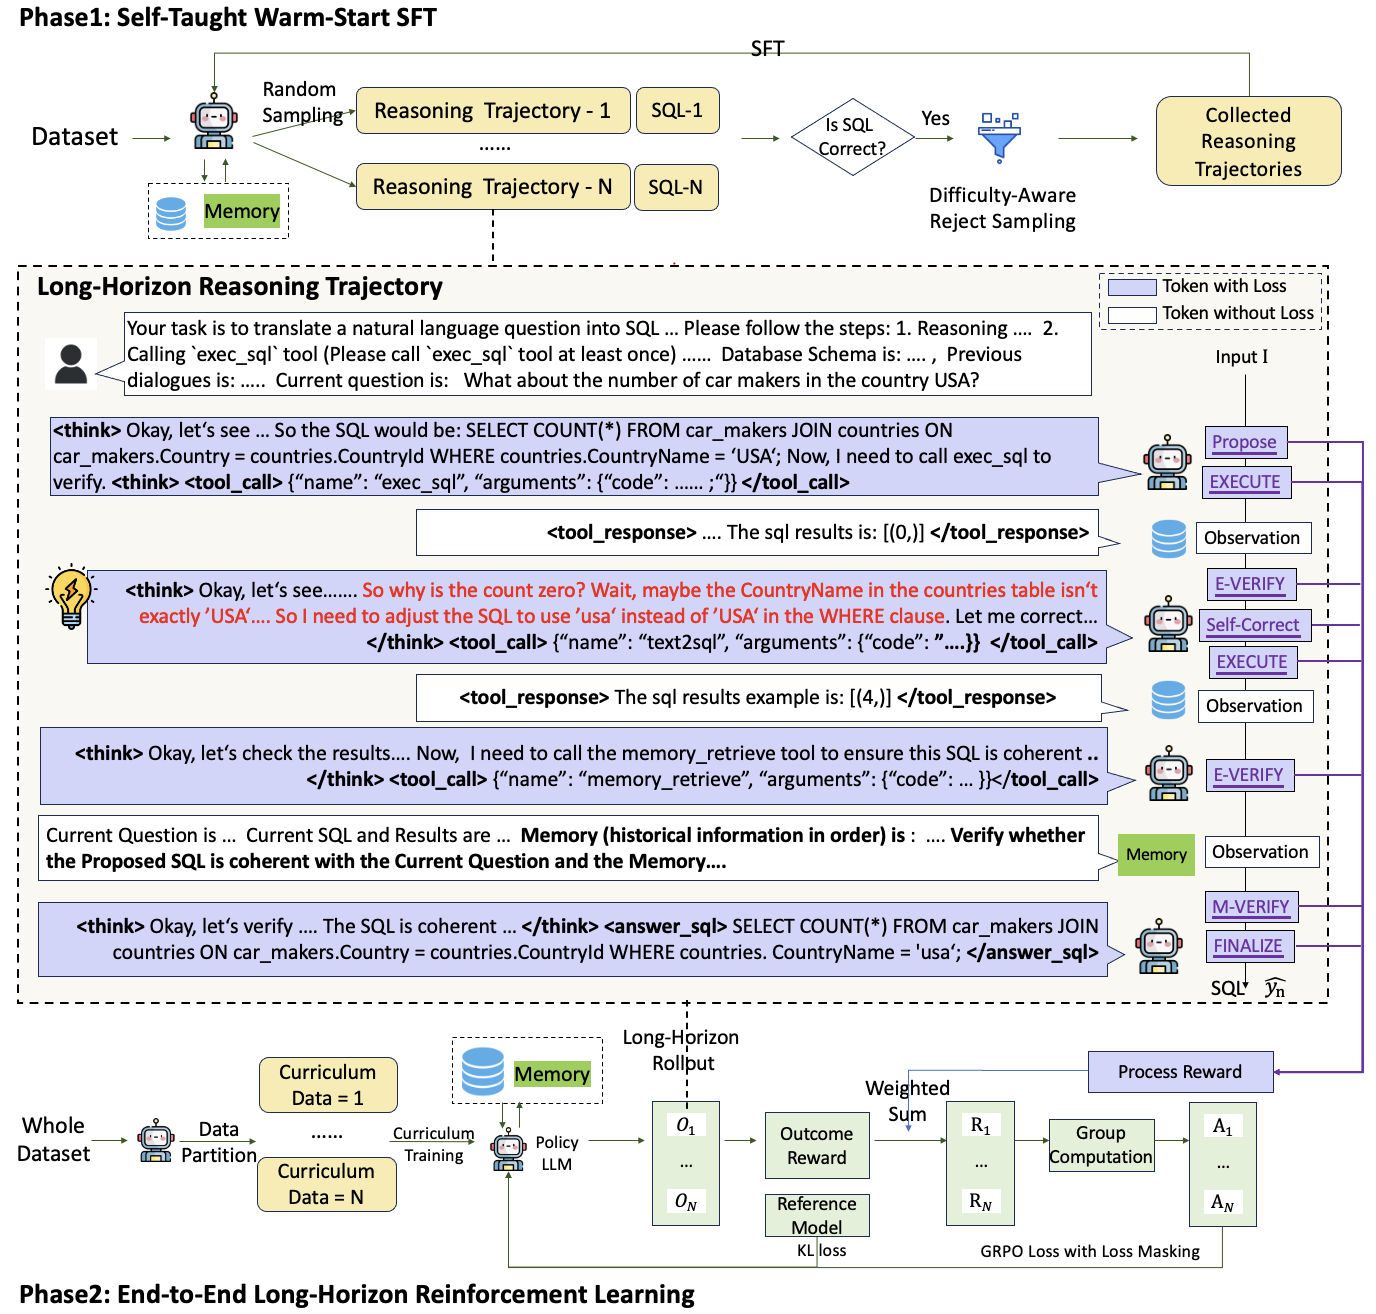 Phase1: Self-Taught Warm-Start SFT
SFT
Dataset
Random
Sampling
Reasoning Trajectory - 1
SQL-1
......
Reasoning Trajectory - N
SQL-N
Memory
Is SQL
Correct?
Yes
Difficulty-Aware
Reject Sampling
Collected
Reasoning
Trajectories
Long-Horizon Reasoning Trajectory
Token with Loss
Token without Loss
Your task is to translate a natural language question into SQL ... Please follow the steps: 1. Reasoning .... 2.
Calling `exec_sql` tool (Please call `exec_sql` tool at least once) ...... Database Schema is: .... , Previous
dialogues is: ..... Current question is: What about the number of car makers in the country USA?
Input I
<think> Okay, let‘s see ... So the SQL would be: SELECT COUNT(*) FROM car_makers JOIN countries ON
car_makers.Country = countries.CountryId WHERE countries.CountryName = ‘USA‘; Now, I need to call exec_sql to
verify. <think> <tool_call> {“name”: “exec_sql”, “arguments”: {“code”: ...... ;“}} </tool_call>
Propose
EXECUTE
<tool_response> .... The sql results is: [(0,)] </tool_response>
Observation
<think> Okay, let‘s see....... So why is the count zero? Wait, maybe the CountryName in the countries table isn‘t
exactly ’USA‘.... So I need to adjust the SQL to use ’usa‘ instead of ’USA‘ in the WHERE clause. Let me correct...
</think> <tool_call> {“name”: “text2sql”, “arguments”: {“code”: ”....}} </tool_call>
E-VERIFY
Self-Correct
EXECUTE
<tool_response> The sql results example is: [(4,)] </tool_response>
Observation
<think> Okay, let‘s check the results.... Now, I need to call the memory_retrieve tool to ensure this SQL is coherent ..
</think> <tool_call> {“name”: “memory_retrieve”, “arguments”: {“code”: ... }}</tool_call>
E-VERIFY
Current Question is ... Current SQL and Results are ... Memory (historical information in order) is : .... Verify whether
the Proposed SQL is coherent with the Current Question and the Memory....
Memory
Observation
<think> Okay, let‘s verify .... The SQL is coherent ... </think> <answer_sql> SELECT COUNT(*) FROM car_makers JOIN
countries ON car_makers.Country = countries.CountryId WHERE countries. CountryName = 'usa‘; </answer_sql>
M-VERIFY
FINALIZE
SQL ŷn
Long-Horizon
Rollout
Whole
Dataset
Data
Partition
Curriculum
Data = 1
......
Curriculum
Data = N
Curriculum
Training
Memory
Policy
LLM
O1
...
ON
Outcome
Reward
Reference
Model
KL loss
Weighted
Sum
Process Reward
R1
...
RN
Group
Computation
A1
...
AN
GRPO Loss with Loss Masking
Phase2: End-to-End Long-Horizon Reinforcement Learning